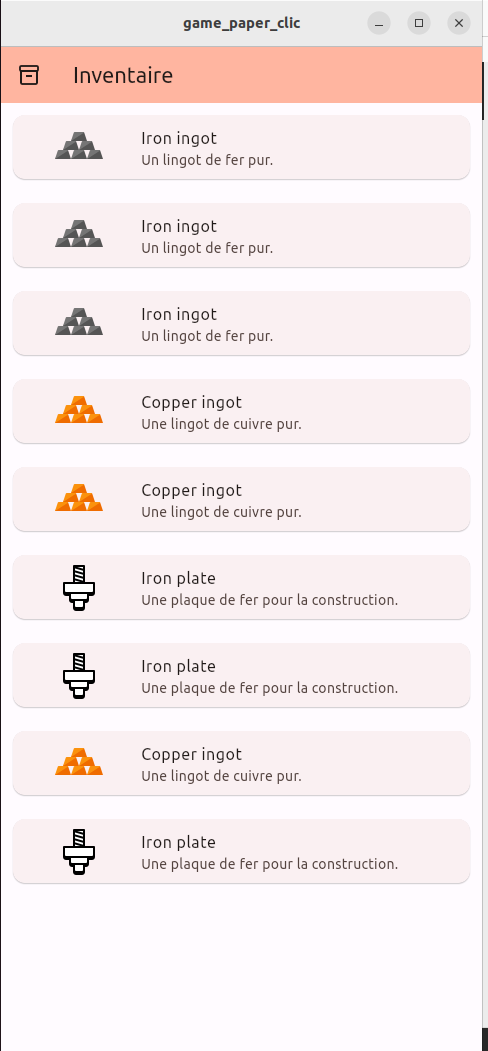 game_paper_clic
Inventaire
Iron ingot
Un lingot de fer pur.
Iron ingot
Un lingot de fer pur.
Iron ingot
Un lingot de fer pur.
Copper ingot
Une lingot de cuivre pur.
Copper ingot
Une lingot de cuivre pur.
Iron plate
Une plaque de fer pour la construction.
Iron plate
Une plaque de fer pour la construction.
Copper ingot
Une lingot de cuivre pur.
Iron plate
Une plaque de fer pour la construction.